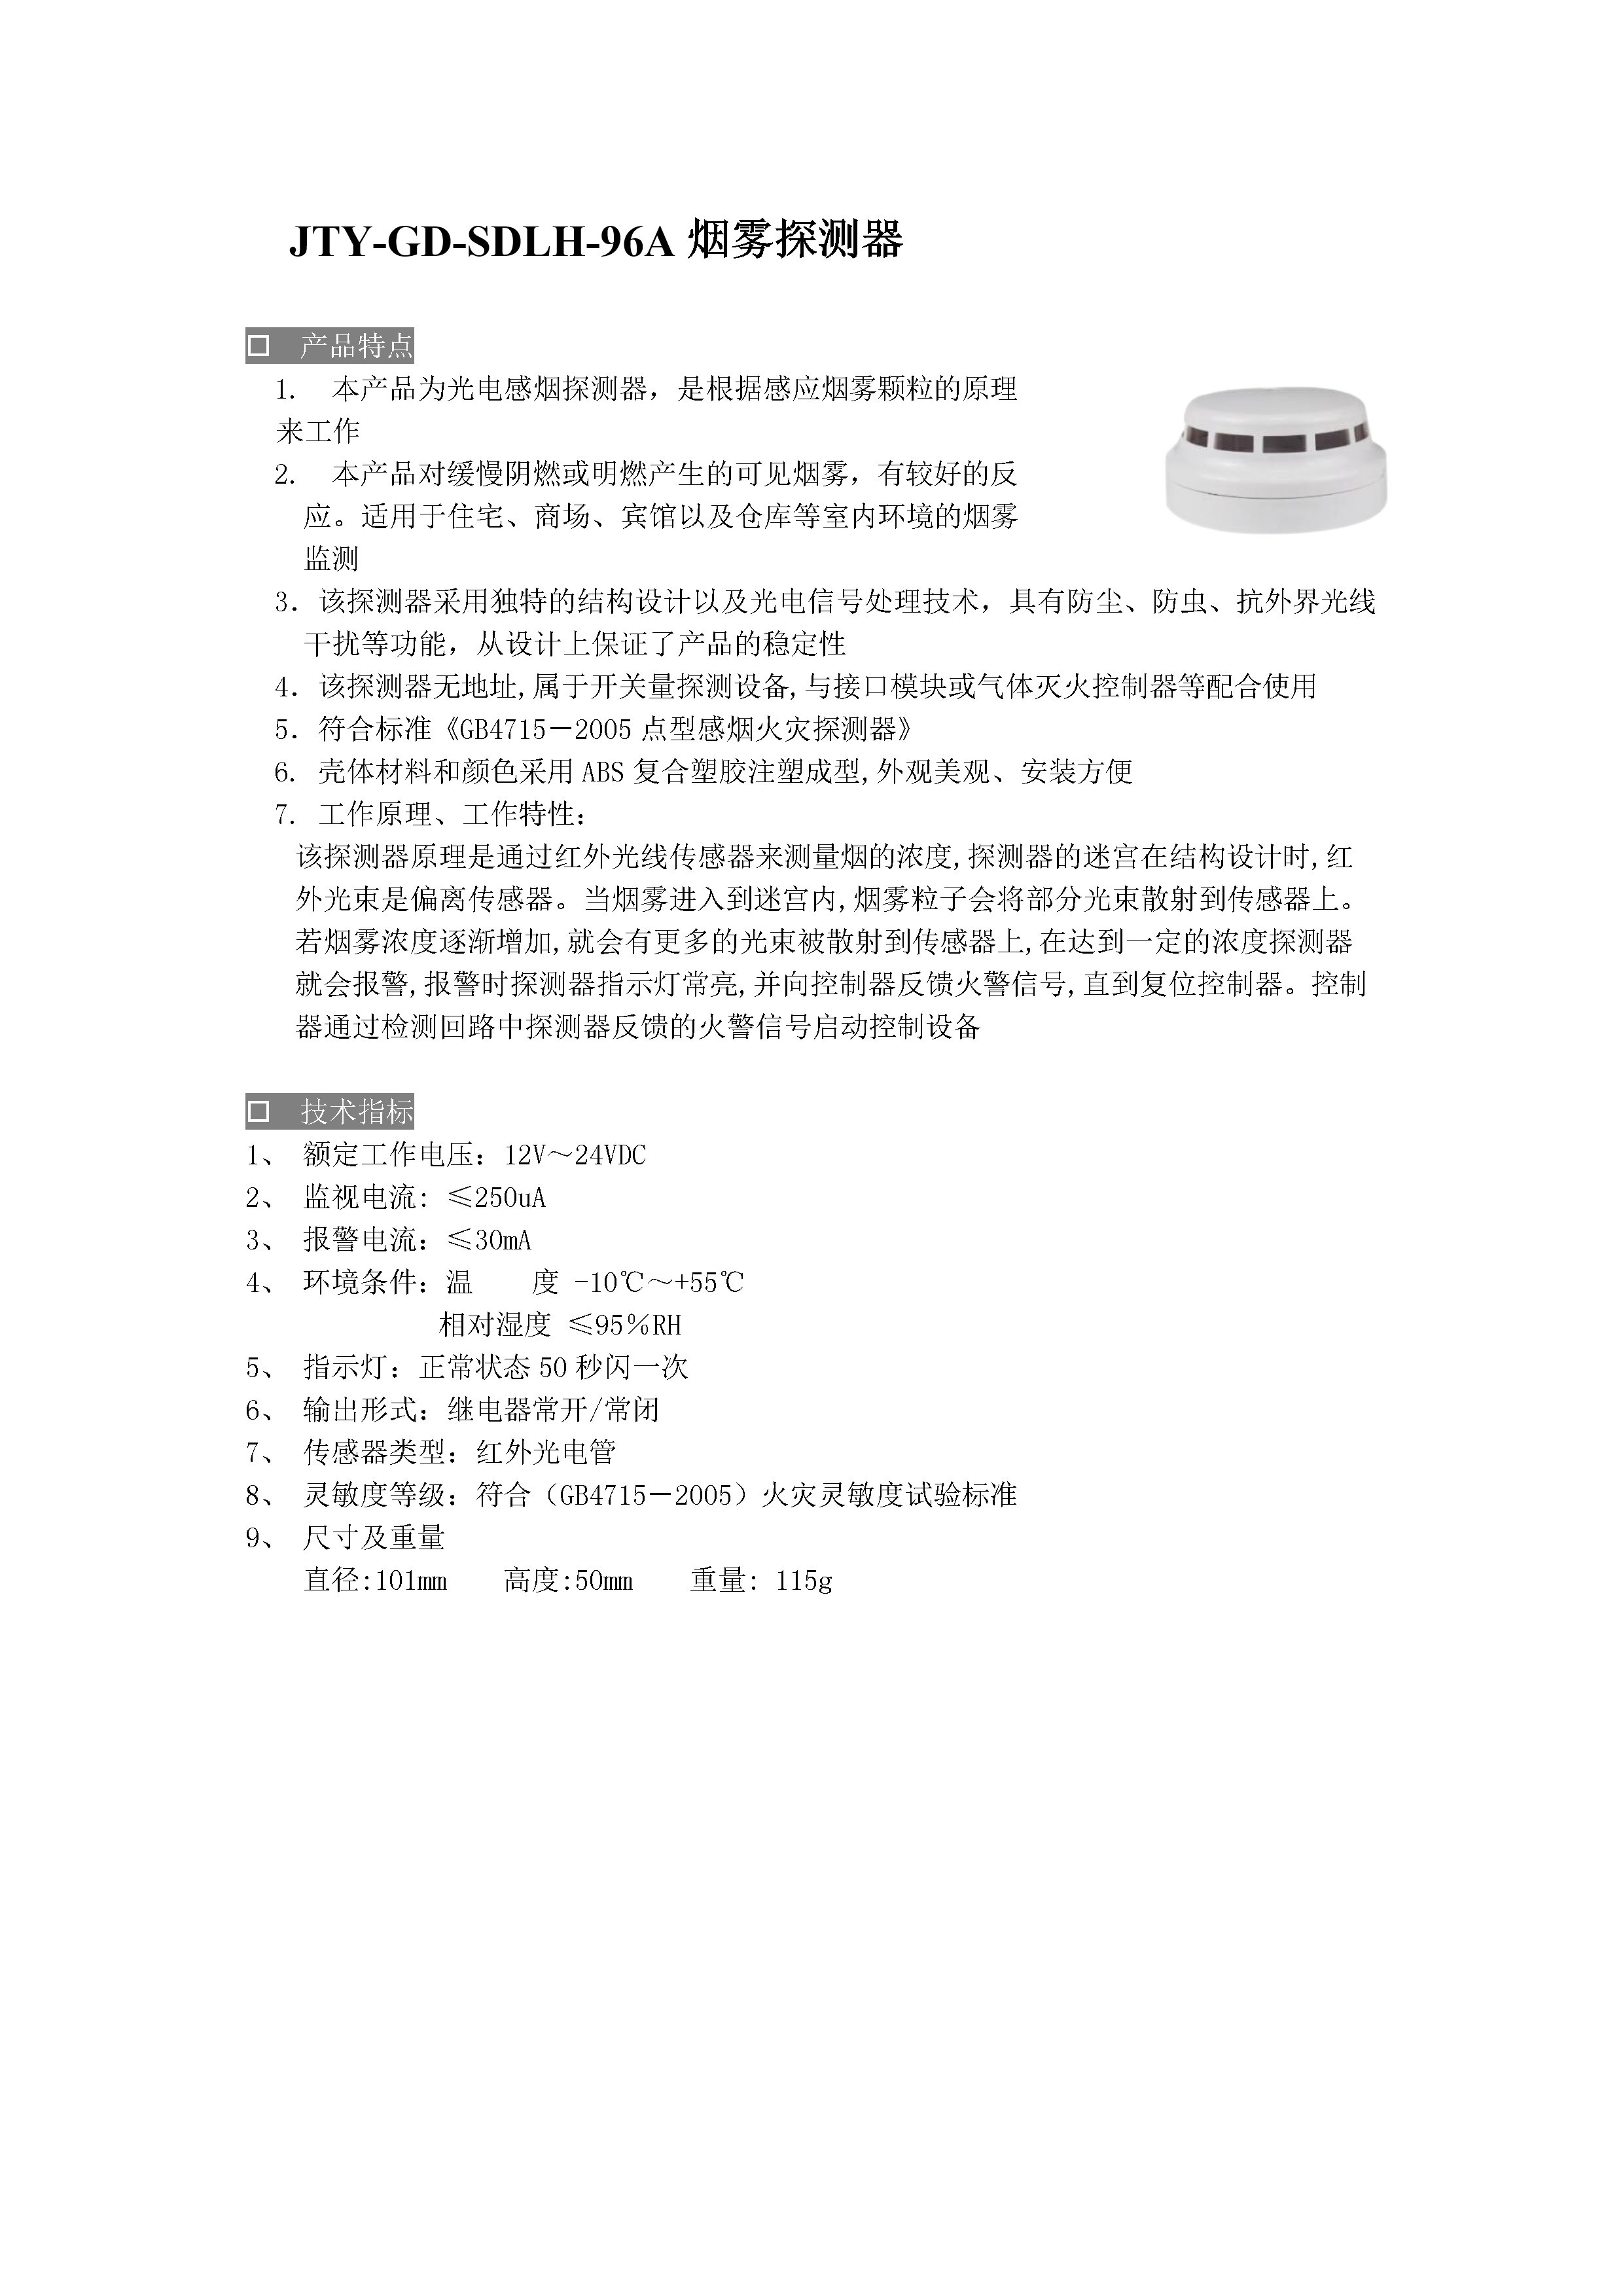 JTY-GD-SDLH-96A 烟雾探测器
□ 产品特点
1. 本产品为光电感烟探测器，是根据感应烟雾颗粒的原理
来工作
2. 本产品对缓慢阴燃或明燃产生的可见烟雾，有较好的反
应。适用于住宅、商场、宾馆以及仓库等室内环境的烟雾
监测
3. 该探测器采用独特的结构设计以及光电信号处理技术，具有防尘、防虫、抗外界光线
干扰等功能，从设计上保证了产品的稳定性
4. 该探测器无地址,属于开关量探测设备,与接口模块或气体灭火控制器等配合使用
5. 符合标准《GB4715－2005 点型感烟火灾探测器》
6. 壳体材料和颜色采用 ABS 复合塑胶注塑成型,外观美观、安装方便
7. 工作原理、工作特性：
该探测器原理是通过红外光线传感器来测量烟的浓度,探测器的迷宫在结构设计时,红
外光束是偏离传感器。当烟雾进入到迷宫内,烟雾粒子会将部分光束散射到传感器上。
若烟雾浓度逐渐增加,就会有更多的光束被散射到传感器上,在达到一定的浓度探测器
就会报警,报警时探测器指示灯常亮,并向控制器反馈火警信号,直到复位控制器。控制
器通过检测回路中探测器反馈的火警信号启动控制设备
□ 技术指标
1、 额定工作电压：12V～24VDC
2、 监视电流: ≤250uA
3、 报警电流：≤30mA
4、 环境条件：温　　度 -10℃～+55℃
相对湿度 ≤95%RH
5、 指示灯：正常状态 50 秒闪一次
6、 输出形式：继电器常开/常闭
7、 传感器类型：红外光电管
8、 灵敏度等级：符合（GB4715－2005）火灾灵敏度试验标准
9、 尺寸及重量
直径:101mm　　高度:50mm　　重量: 115g